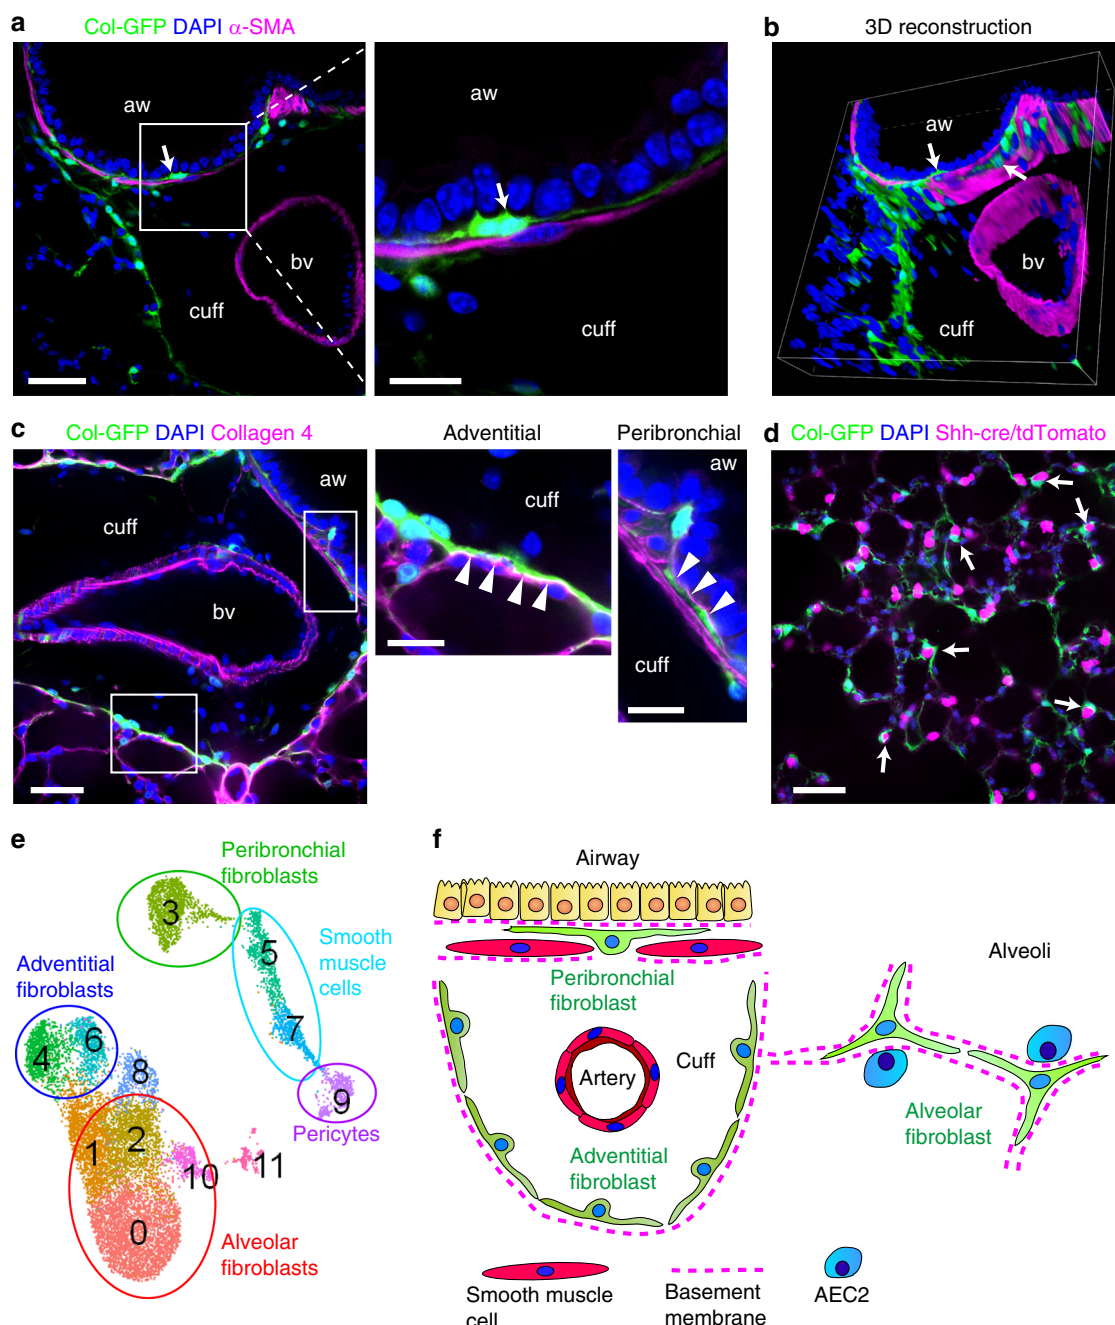 a
Col-GFP DAPI α-SMA
aw
bv
cuff
aw
cuff
b
3D reconstruction
aw
bv
cuff
c
Col-GFP DAPI Collagen 4
aw
cuff
bv
Adventitial
cuff
Peribronchial
aw
cuff
d
Col-GFP DAPI Shh-cre/tdTomato
e
Peribronchial
fibroblasts
3
5
Smooth
muscle
cells
7
Adventitial
fibroblasts
4
6
8
9
Pericytes
1
2
10
11
0
Alveolar
fibroblasts
f
Airway
Peribronchial
fibroblast
Artery
Cuff
Adventitial
fibroblast
Alveoli
Alveolar
fibroblast
Smooth muscle
cell
Basement
membrane
AEC2